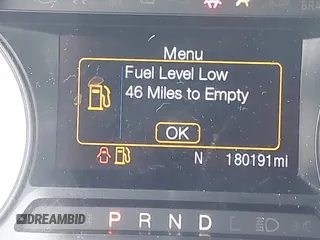 Menu
Fuel Level Low
46 Miles to Empty
OK
N 180191mi
DREAMBID
P R N D L